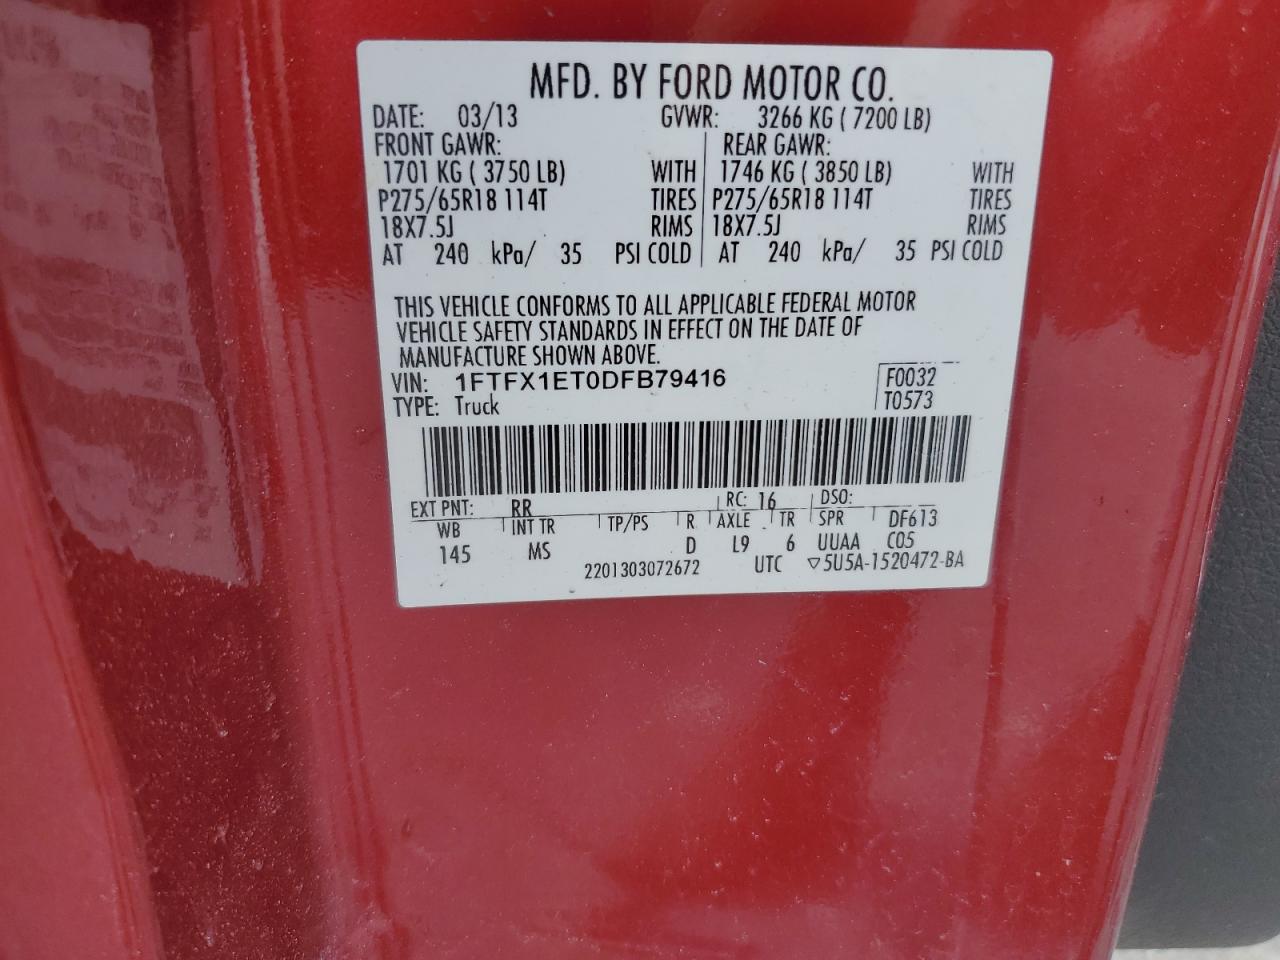 MFD. BY FORD MOTOR CO.
DATE: 03/13 GVWR: 3266 KG ( 7200 LB)
FRONT GAWR: REAR GAWR:
1701 KG ( 3750 LB) WITH 1746 KG ( 3850 LB) WITH
P275/65R18 114T TIRES P275/65R18 114T TIRES
18X7.5J RIMS 18X7.5J RIMS
AT 240 kPa/ 35 PSI COLD AT 240 kPa/ 35 PSI COLD
THIS VEHICLE CONFORMS TO ALL APPLICABLE FEDERAL MOTOR
VEHICLE SAFETY STANDARDS IN EFFECT ON THE DATE OF
MANUFACTURE SHOWN ABOVE.
VIN: 1FTFX1ET0DFB79416 F0032
TYPE: Truck T0573
EXT PNT: RR RC: 16 DSO:
WB INT TR TP/PS R AXLE TR SPR DF613
145 MS D L9 6 UUAA C05
2201303072672 UTC ▽5U5A-1520472-BA